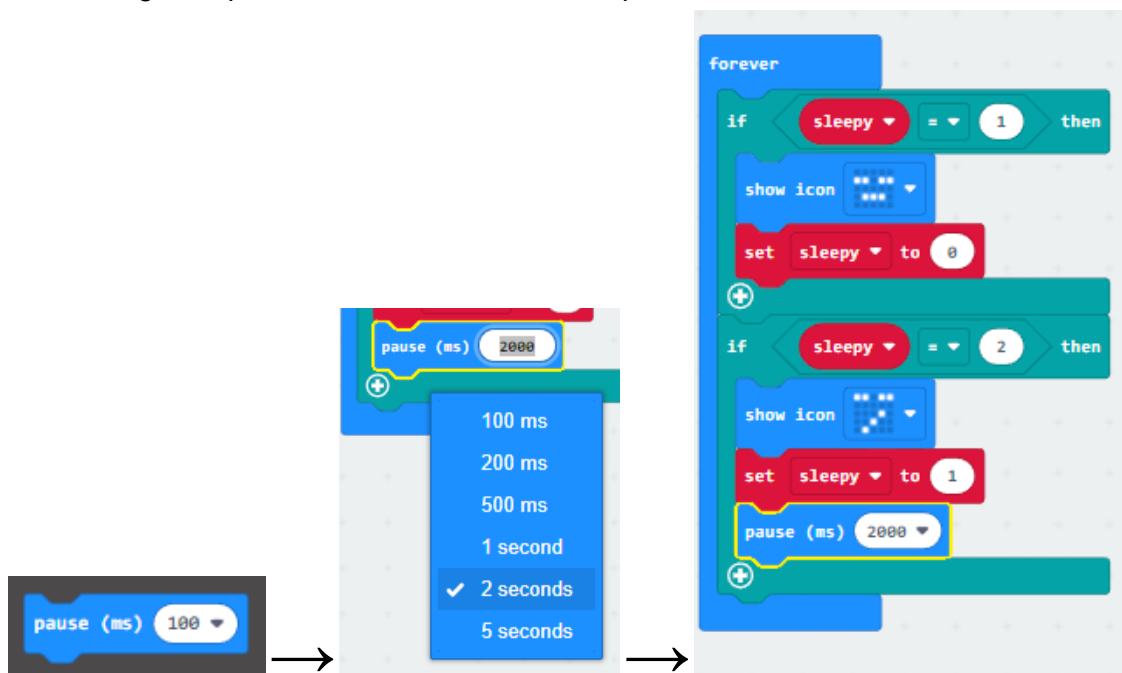 pause (ms) 100
pause (ms) 2000
100 ms
200 ms
500 ms
1 second
2 seconds
5 seconds
forever
if sleepy = 1 then
show icon
set sleepy to 0
if sleepy = 2 then
show icon
set sleepy to 1
pause (ms) 2000